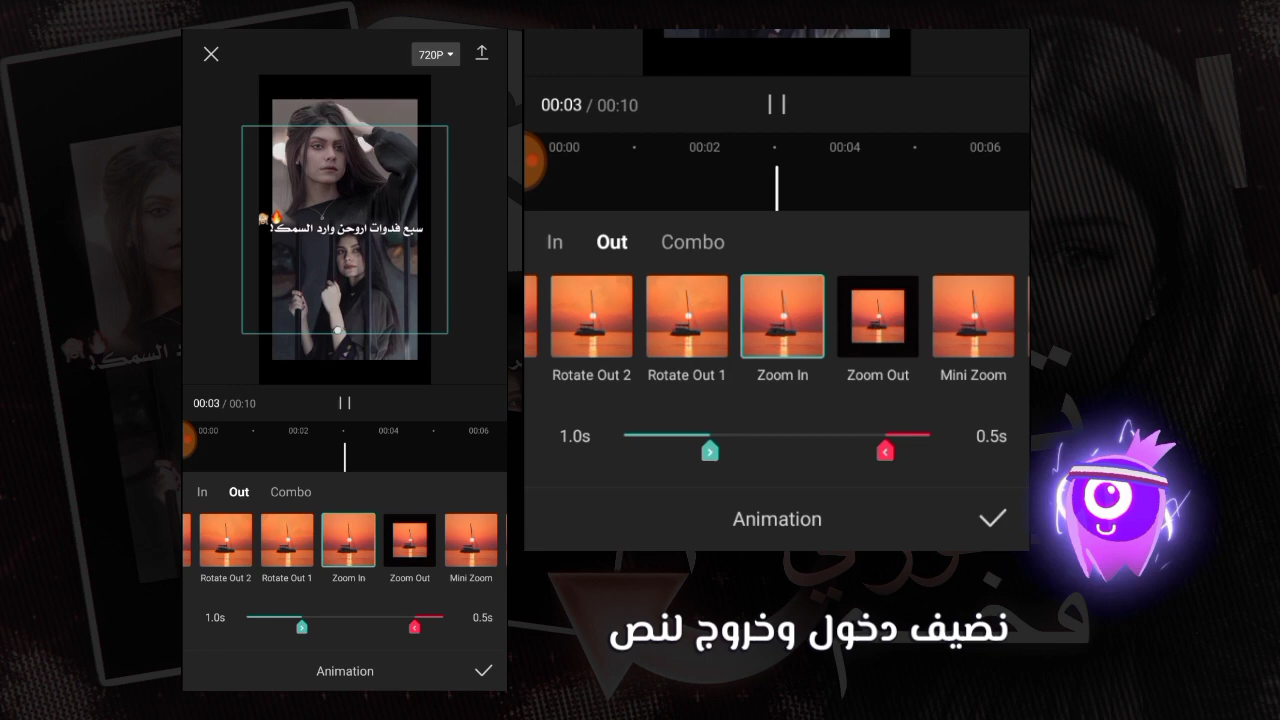 720P
سبع فدوات اروحن وارد السمك!
00:03 / 00:10
00:00 00:02 00:04 00:06
In Out Combo
Rotate Out 2 Rotate Out 1 Zoom In Zoom Out Mini Zoom
1.0s 0.5s
Animation
00:03 / 00:10
00:00 00:02 00:04 00:06
In Out Combo
Rotate Out 2 Rotate Out 1 Zoom In Zoom Out Mini Zoom
1.0s 0.5s
Animation
نضيف دخول وخروج لنص
السمك!